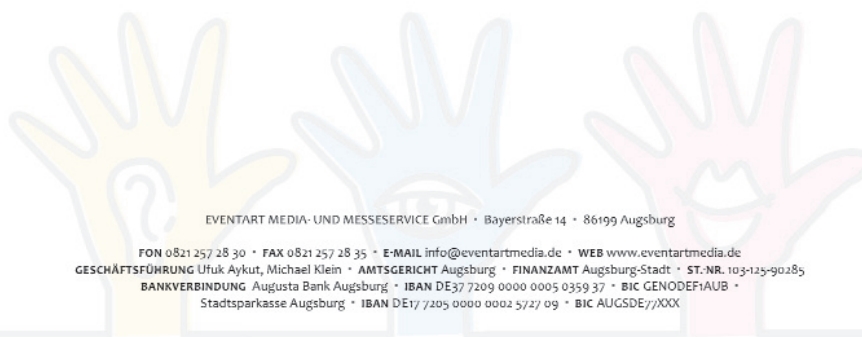 EVENTART MEDIA- UND MESSESERVICE GmbH • Bayerstraße 14 • 86199 Augsburg
FON 0821 257 28 30 • FAX 0821 257 28 35 • E-MAIL info@eventartmedia.de • WEB www.eventartmedia.de
GESCHÄFTSFÜHRUNG Ufuk Aykut, Michael Klein • AMTSGERICHT Augsburg • FINANZAMT Augsburg-Stadt • ST.-NR. 103-125-90285
BANKVERBINDUNG Augusta Bank Augsburg • IBAN DE37 7209 0000 0005 0359 37 • BIC GENODEF1AUB •
Stadtsparkasse Augsburg • IBAN DE17 7205 0000 0002 5727 09 • BIC AUGSDE77XXX